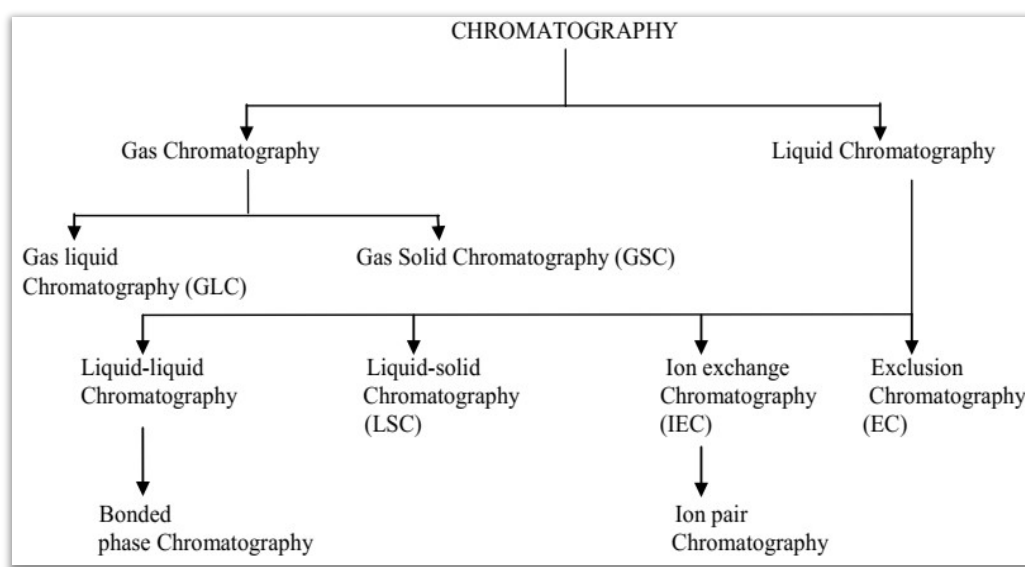 CHROMATOGRAPHY
Gas Chromatography
Liquid Chromatography
Gas liquid
Chromatography (GLC)
Gas Solid Chromatography (GSC)
Liquid-liquid
Chromatography
Liquid-solid
Chromatography
(LSC)
Ion exchange
Chromatography
(IEC)
Exclusion
Chromatography
(EC)
Bonded
phase Chromatography
Ion pair
Chromatography